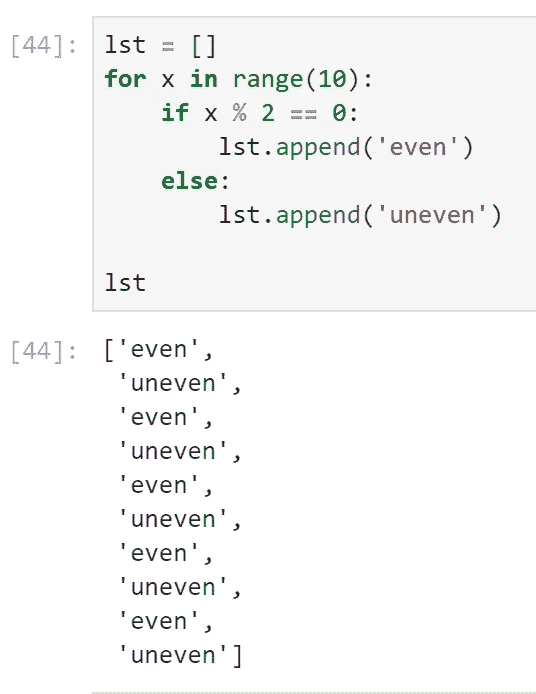 [44]: lst = []
for x in range(10):
    if x % 2 == 0:
        lst.append('even')
    else:
        lst.append('uneven')

lst
[44]: ['even',
 'uneven',
 'even',
 'uneven',
 'even',
 'uneven',
 'even',
 'uneven',
 'even',
 'uneven']